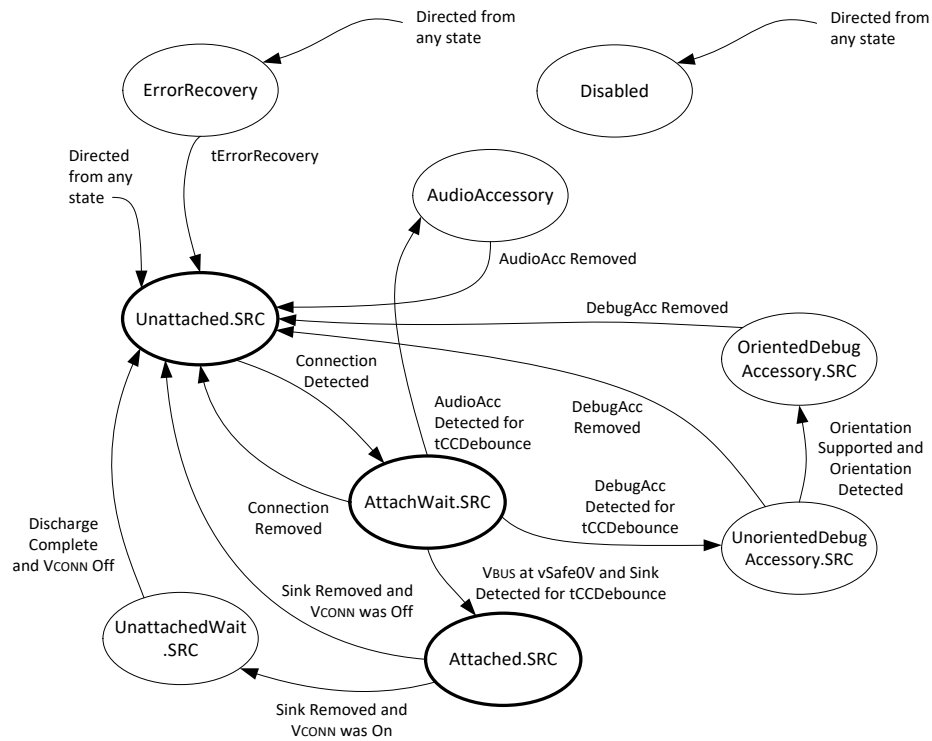 Directed from
any state
Directed from
any state
ErrorRecovery
Disabled
Directed
from any
state
tErrorRecovery
AudioAccessory
AudioAcc Removed
Unattached.SRC
DebugAcc Removed
OrientedDebug
Accessory.SRC
Connection
Detected
AudioAcc
Detected for
tCCDebounce
DebugAcc
Removed
Orientation
Supported and
Orientation
Detected
AttachWait.SRC
Connection
Removed
DebugAcc
Detected for
tCCDebounce
UnorientedDebug
Accessory.SRC
Discharge
Complete
and VCONN Off
VBUS at vSafe0V and Sink
Detected for tCCDebounce
Sink Removed and
VCONN was Off
UnattachedWait
.SRC
Attached.SRC
Sink Removed and
VCONN was On